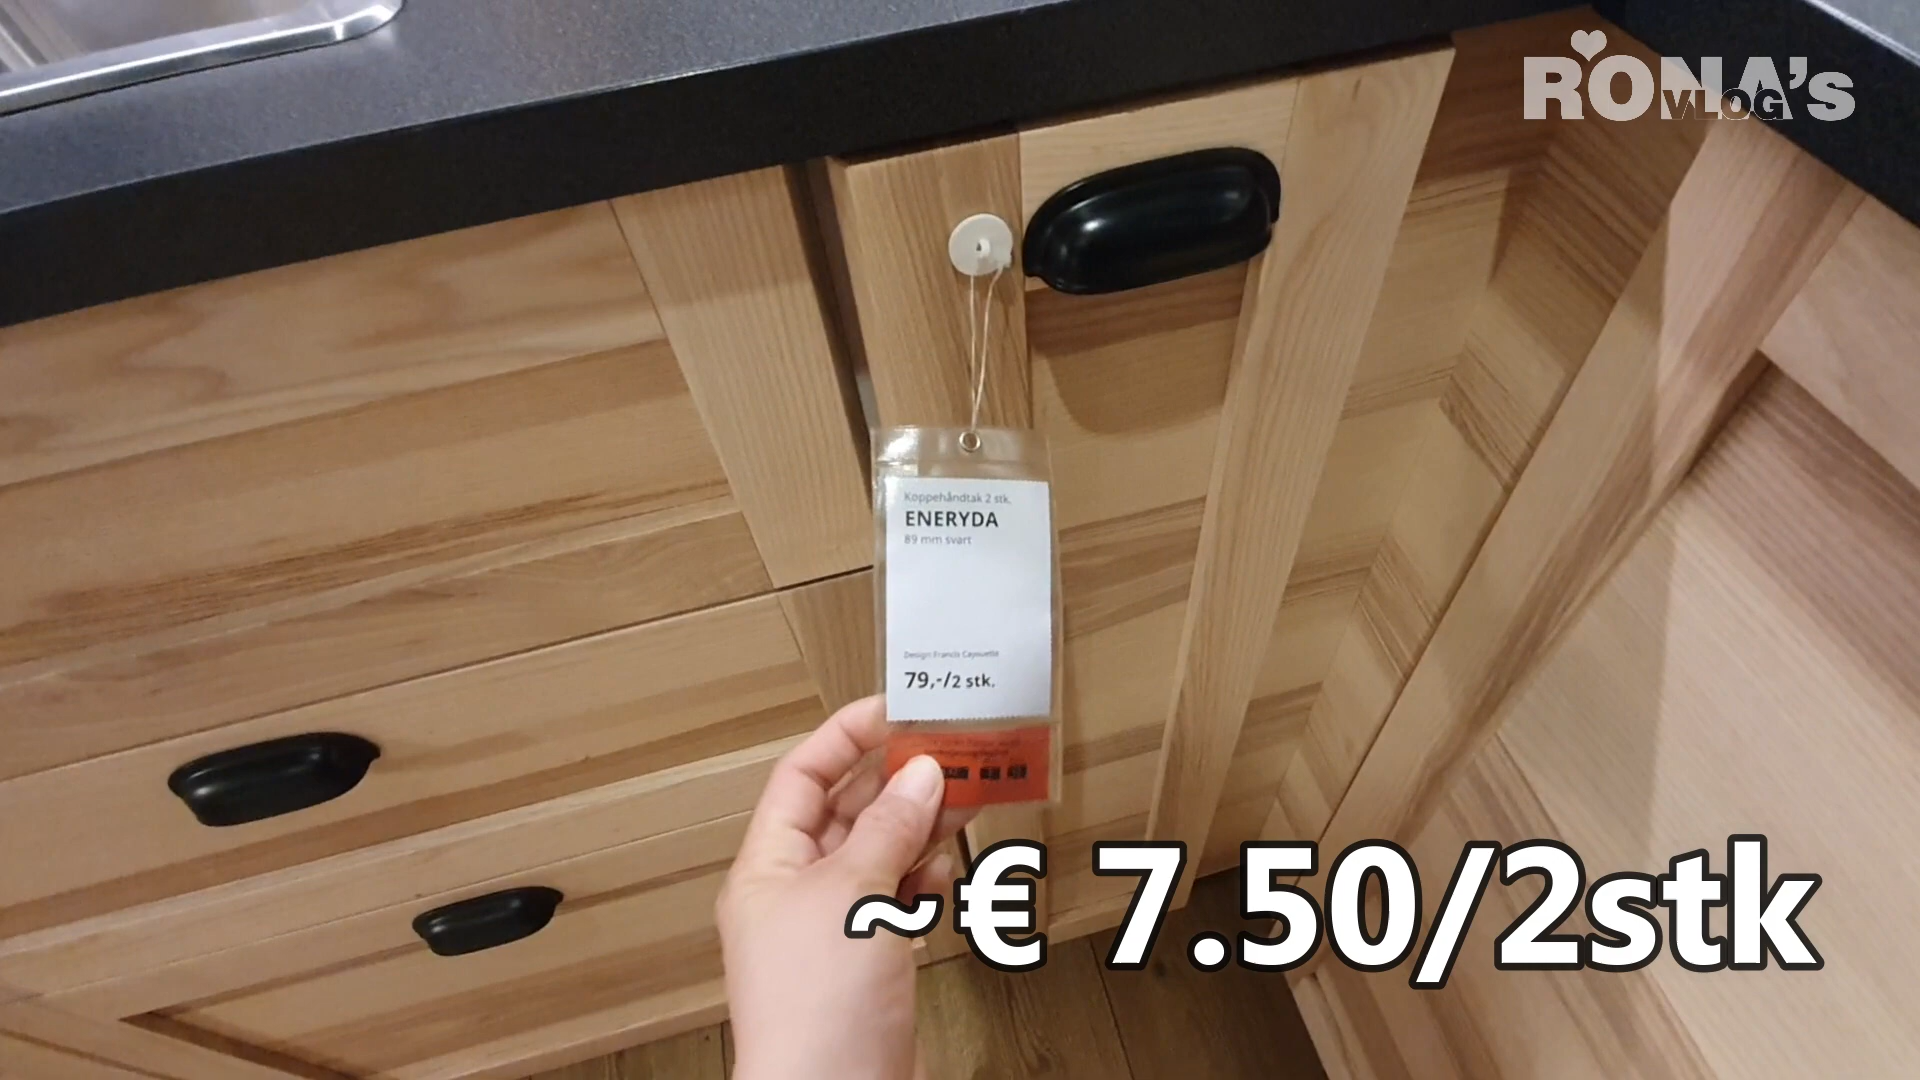 RONA's
VLOG
Koppehåndtak 2 stk.
ENERYDA
89 mm svart
Design Francis Cayouette
79,-/2 stk.
~€ 7.50/2stk